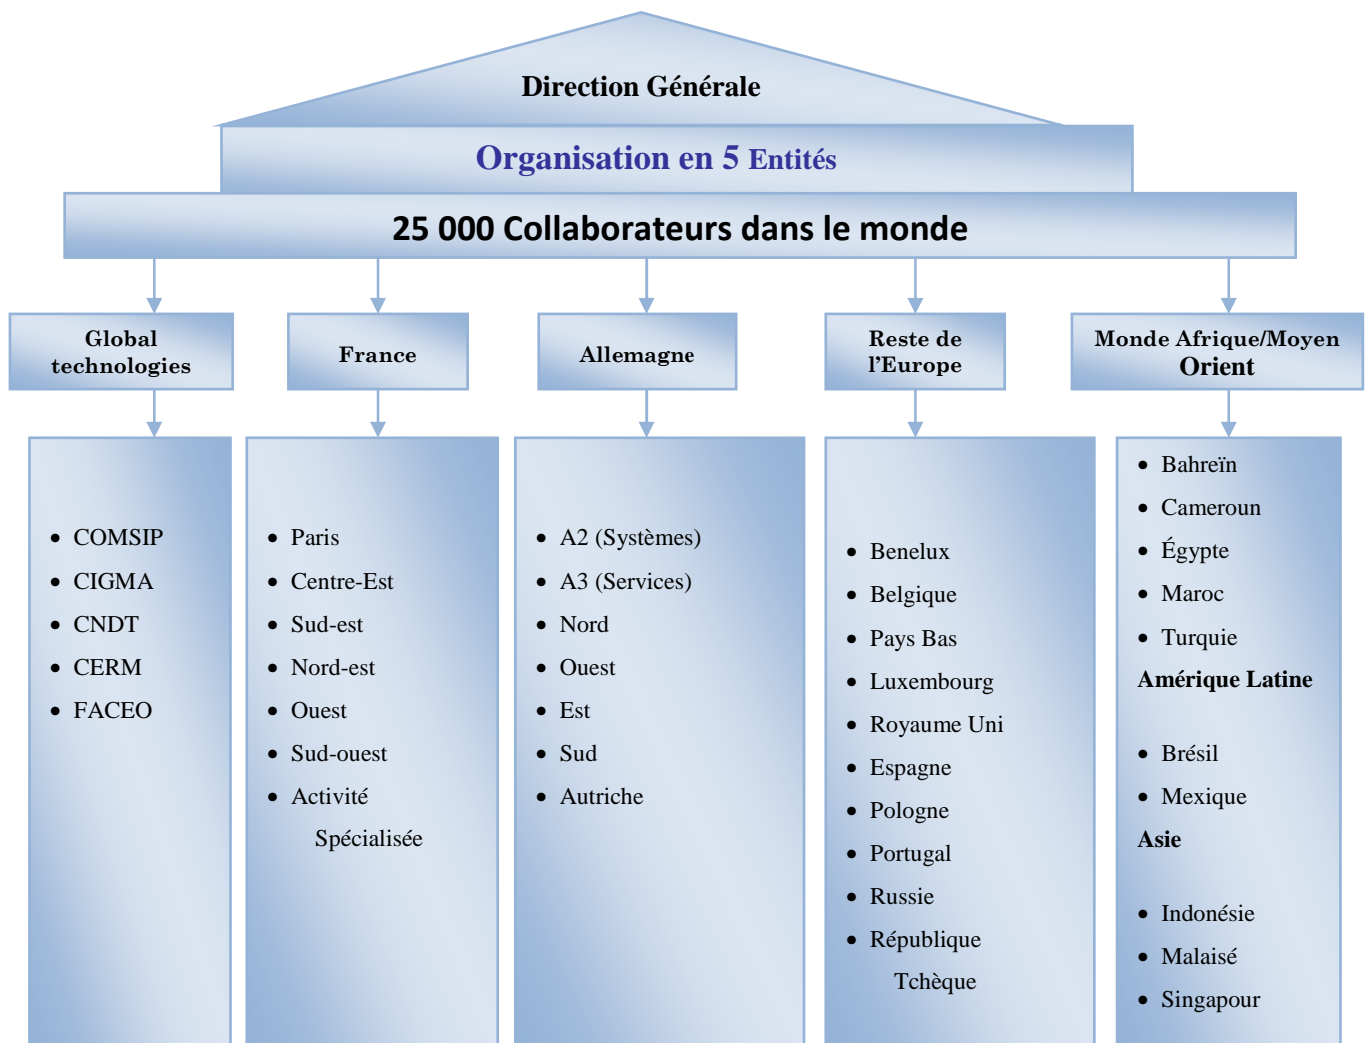 Direction Générale
Organisation en 5 Entités
25 000 Collaborateurs dans le monde
Global
technologies
France
Allemagne
Reste de
l’Europe
Monde Afrique/Moyen
Orient
• COMSIP
• CIGMA
• CNDT
• CERM
• FACEO
• Paris
• Centre-Est
• Sud-est
• Nord-est
• Ouest
• Sud-ouest
• Activité
Spécialisée
• A2 (Systèmes)
• A3 (Services)
• Nord
• Ouest
• Est
• Sud
• Autriche
• Benelux
• Belgique
• Pays Bas
• Luxembourg
• Royaume Uni
• Espagne
• Pologne
• Portugal
• Russie
• République
Tchèque
• Bahreïn
• Cameroun
• Égypte
• Maroc
• Turquie
Amérique Latine
• Brésil
• Mexique
Asie
• Indonésie
• Malaisé
• Singapour